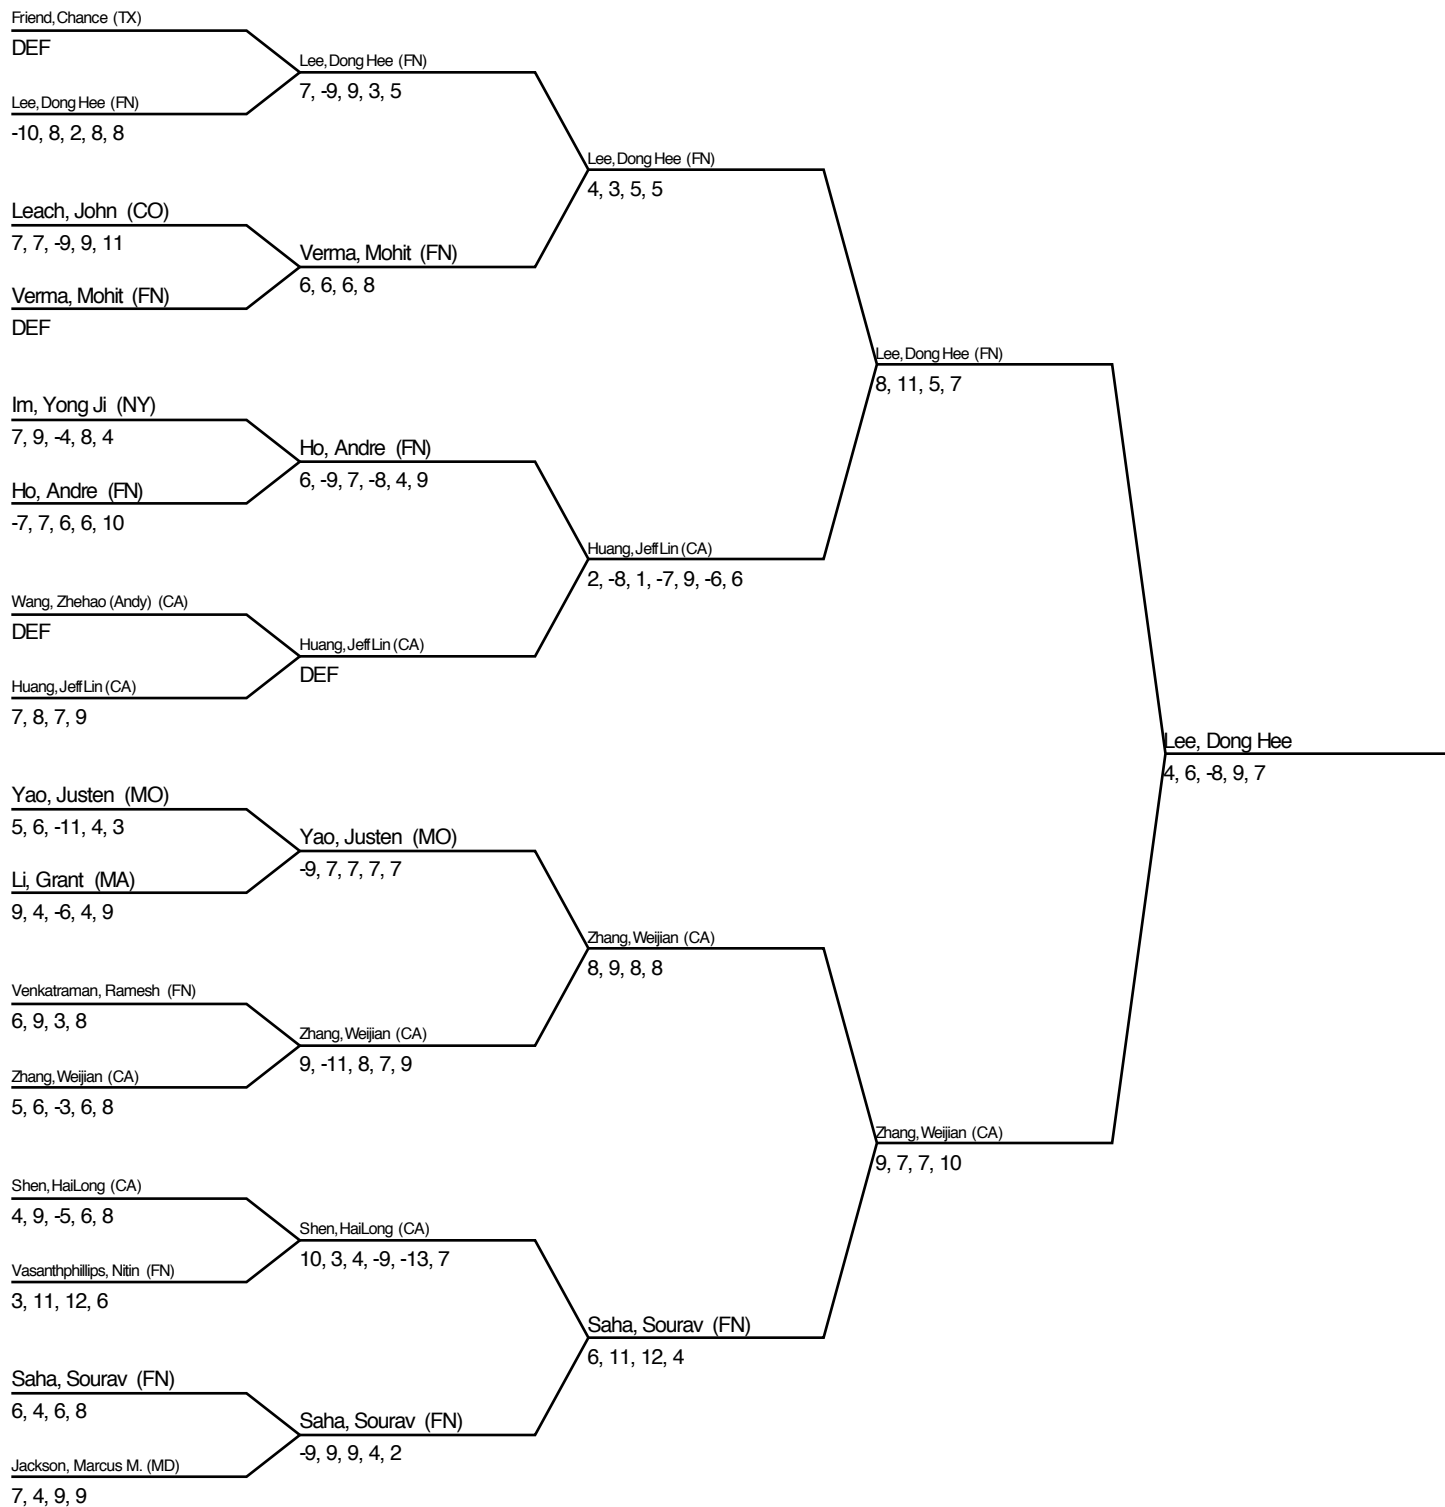 Friend, Chance (TX)
DEF
Lee, Dong Hee (FN)
-10, 8, 2, 8, 8
Leach, John (CO)
7, 7, -9, 9, 11
Verma, Mohit (FN)
DEF
Im, Yong Ji (NY)
7, 9, -4, 8, 4
Ho, Andre (FN)
-7, 7, 6, 6, 10
Wang, Zhehao (Andy) (CA)
DEF
Huang, Jeff Lin (CA)
7, 8, 7, 9
Yao, Justen (MO)
5, 6, -11, 4, 3
Li, Grant (MA)
9, 4, -6, 4, 9
Venkatraman, Ramesh (FN)
6, 9, 3, 8
Zhang, Weijian (CA)
5, 6, -3, 6, 8
Shen, HaiLong (CA)
4, 9, -5, 6, 8
Vasanthphillips, Nitin (FN)
3, 11, 12, 6
Saha, Sourav (FN)
6, 4, 6, 8
Jackson, Marcus M. (MD)
7, 4, 9, 9
Lee, Dong Hee (FN)
7, -9, 9, 3, 5
Verma, Mohit (FN)
6, 6, 6, 8
Ho, Andre (FN)
6, -9, 7, -8, 4, 9
Huang, Jeff Lin (CA)
DEF
Yao, Justen (MO)
-9, 7, 7, 7, 7
Zhang, Weijian (CA)
9, -11, 8, 7, 9
Shen, HaiLong (CA)
10, 3, 4, -9, -13, 7
Saha, Sourav (FN)
-9, 9, 9, 4, 2
Lee, Dong Hee (FN)
4, 3, 5, 5
Huang, Jeff Lin (CA)
2, -8, 1, -7, 9, -6, 6
Zhang, Weijian (CA)
8, 9, 8, 8
Saha, Sourav (FN)
6, 11, 12, 4
Lee, Dong Hee (FN)
8, 11, 5, 7
Zhang, Weijian (CA)
9, 7, 7, 10
Lee, Dong Hee
4, 6, -8, 9, 7